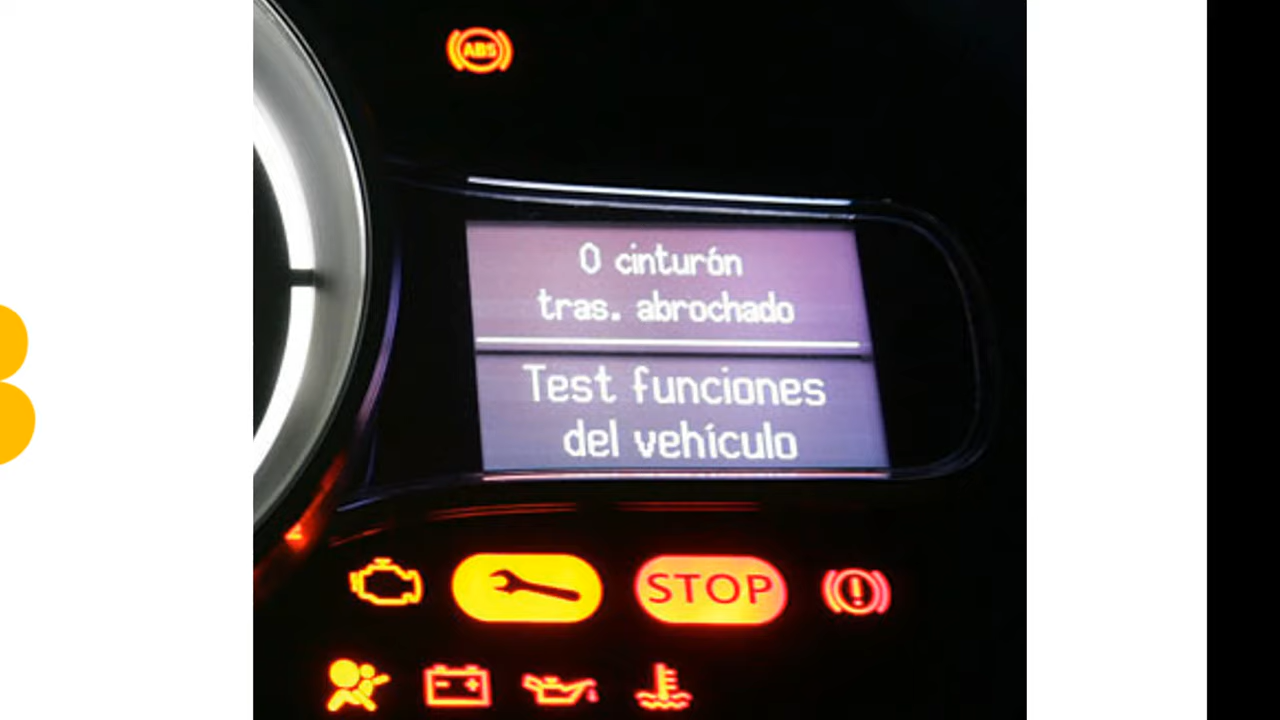 ABS
0 cinturón
tras. abrochado
Test funciones
del vehículo
STOP